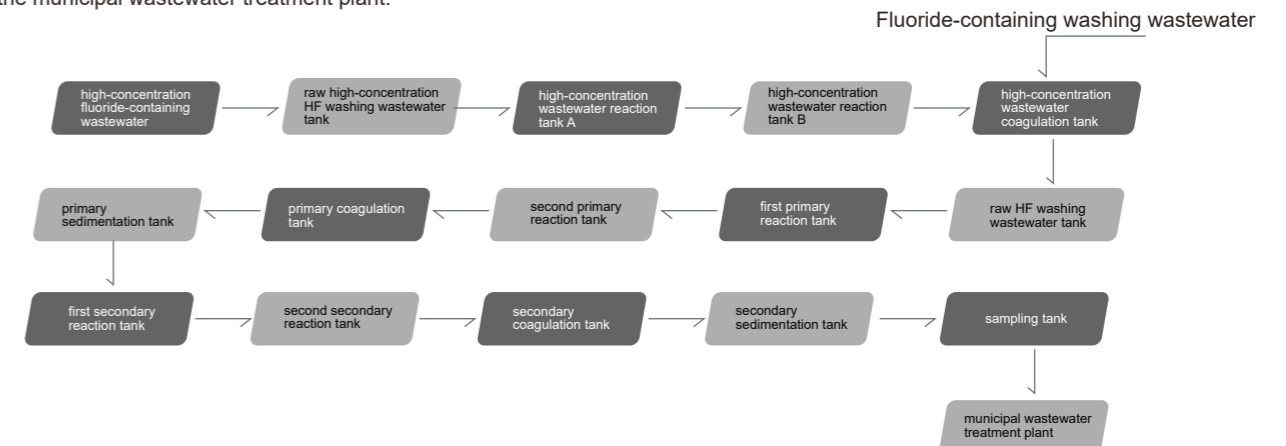 the municipal wastewater treatment plant.
Fluoride-containing washing wastewater
high-concentration
fluoride-containing
wastewater
raw high-concentration
HF washing wastewater
tank
high-concentration
wastewater reaction
tank A
high-concentration
wastewater reaction
tank B
high-concentration
wastewater
coagulation tank
primary
sedimentation tank
primary coagulation
tank
second primary
reaction tank
first primary
reaction tank
raw HF washing
wastewater tank
first secondary
reaction tank
second secondary
reaction tank
secondary
coagulation tank
secondary
sedimentation tank
sampling tank
municipal wastewater
treatment plant